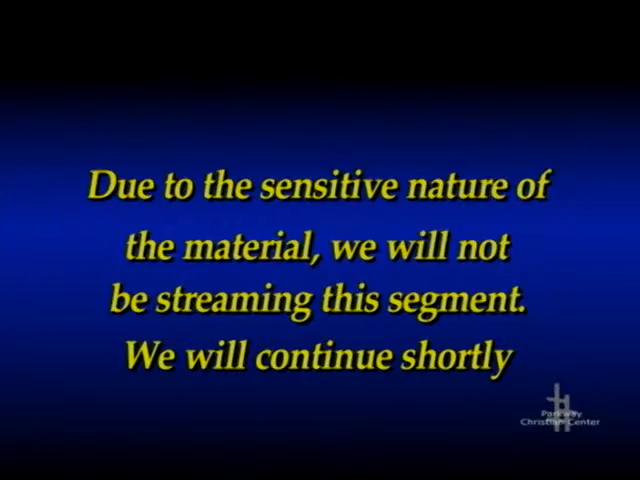 Due to the sensitive nature of
the material, we will not
be streaming this segment.
We will continue shortly
Parkway
Christian Center